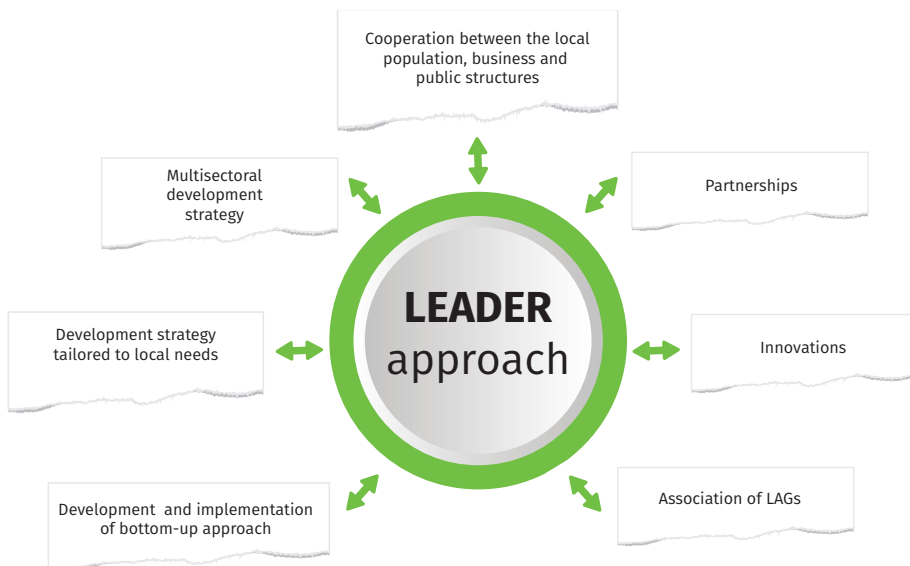 Cooperation between the local
population, business and
public structures
Multisectoral
development
strategy
Partnerships
LEADER
approach
Development strategy
tailored to local needs
Innovations
Development and implementation
of bottom-up approach
Association of LAGs